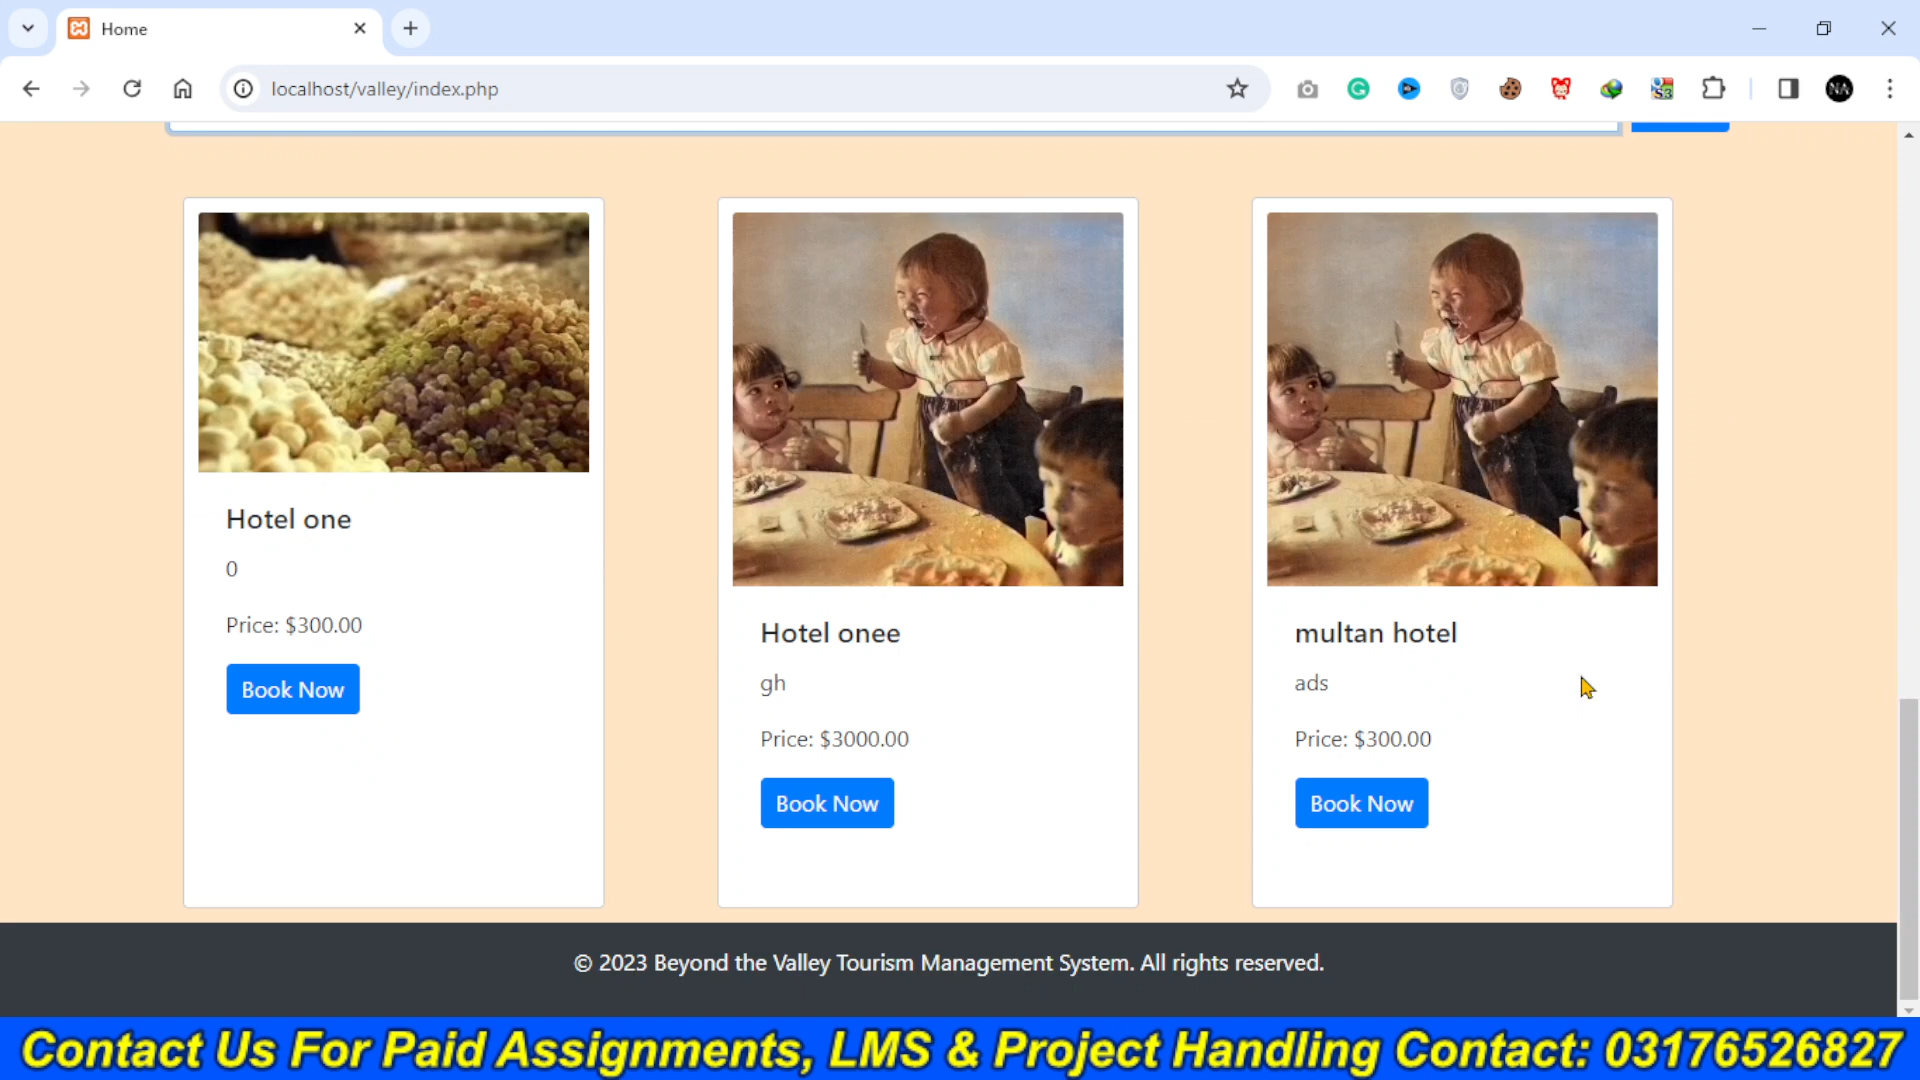 Home
localhost/valley/index.php
NA
Hotel one
0
Price: $300.00
Book Now
Hotel onee
gh
Price: $3000.00
Book Now
multan hotel
ads
Price: $300.00
Book Now
© 2023 Beyond the Valley Tourism Management System. All rights reserved.
Contact Us For Paid Assignments, LMS & Project Handling Contact: 03176526827